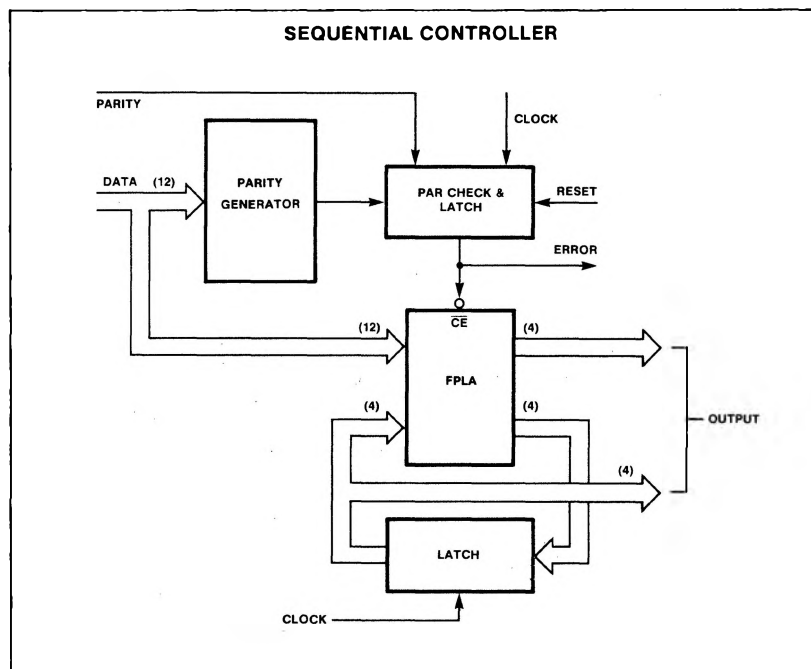 SEQUENTIAL CONTROLLER
PARITY
CLOCK
DATA (12)
PARITY
GENERATOR
PAR CHECK &
LATCH
RESET
ERROR
(12)
CE
(4)
FPLA
(4)
(4)
OUTPUT
(4)
LATCH
CLOCK